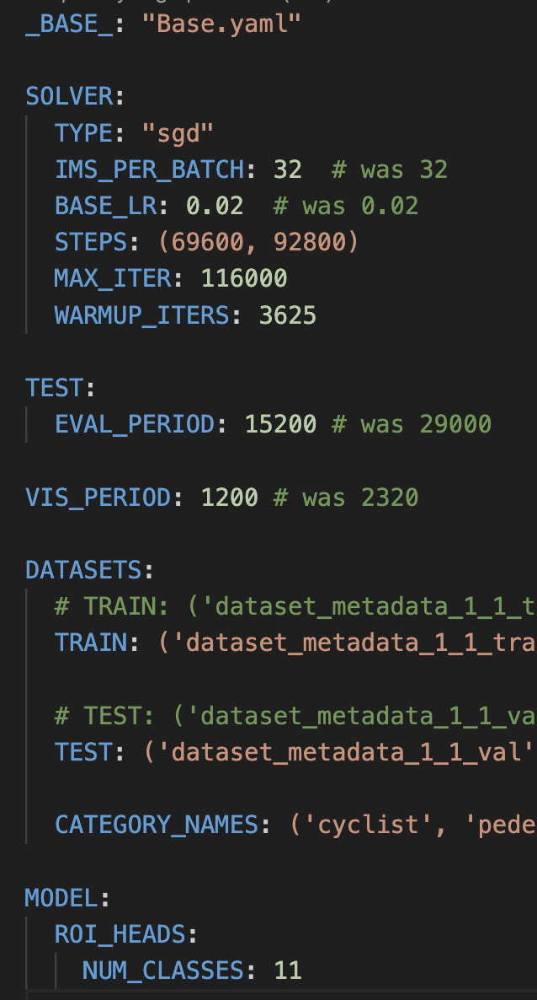 _BASE_: "Base.yaml"
SOLVER:
TYPE: "sgd"
IMS_PER_BATCH: 32  # was 32
BASE_LR: 0.02  # was 0.02
STEPS: (69600, 92800)
MAX_ITER: 116000
WARMUP_ITERS: 3625
TEST:
EVAL_PERIOD: 15200 # was 29000
VIS_PERIOD: 1200 # was 2320
DATASETS:
# TRAIN: ('dataset_metadata_1_1_t
TRAIN: ('dataset_metadata_1_1_tra
# TEST: ('dataset_metadata_1_1_va
TEST: ('dataset_metadata_1_1_val'
CATEGORY_NAMES: ('cyclist', 'pede
MODEL:
ROI_HEADS:
NUM_CLASSES: 11